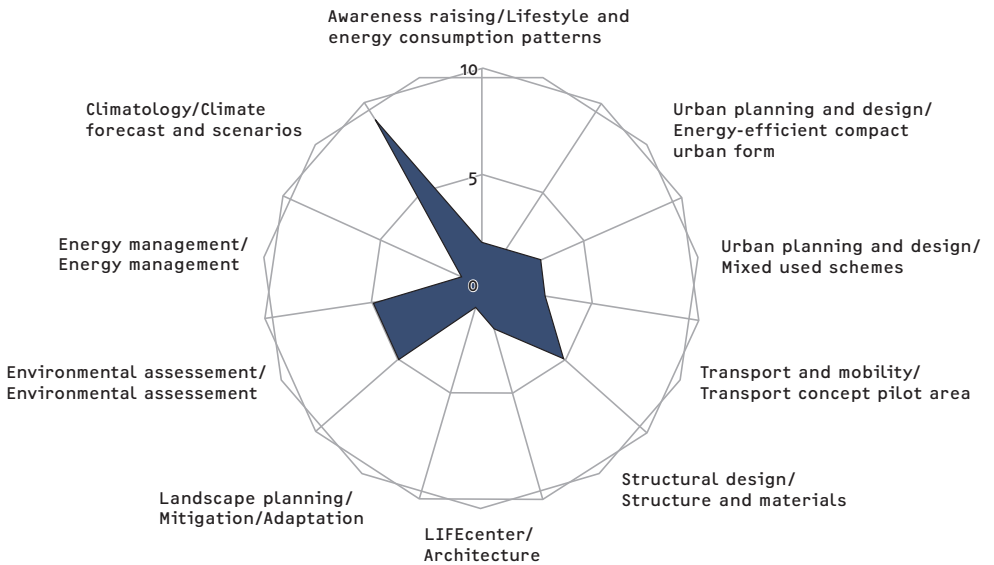 Awareness raising/Lifestyle and
energy consumption patterns
10
Climatology/Climate
forecast and scenarios
Urban planning and design/
Energy-efficient compact
urban form
5
Energy management/
Energy management
Urban planning and design/
Mixed used schemes
0
Environmental assessement/
Environmental assessement
Transport and mobility/
Transport concept pilot area
Structural design/
Structure and materials
Landscape planning/
Mitigation/Adaptation
LIFEcenter/
Architecture